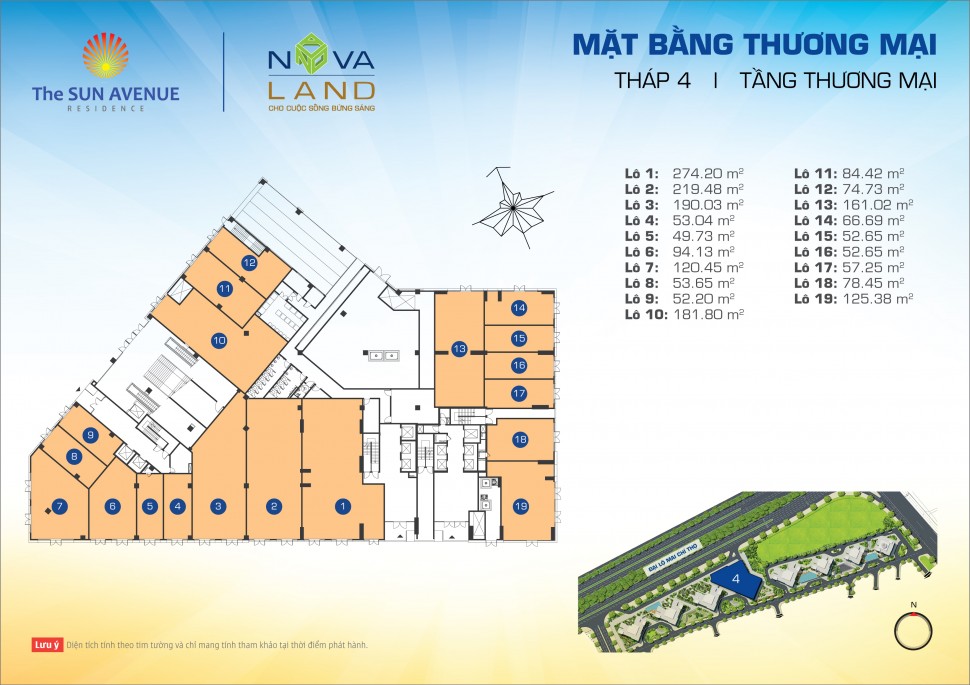 The SUN AVENUE
RESIDENCE
NOVA
LAND
CHO CUỘC SỐNG BỪNG SÁNG
MẶT BẰNG THƯƠNG MẠI
THÁP 4 | TẦNG THƯƠNG MẠI
Lô 1: 274.20 m²
Lô 2: 219.48 m²
Lô 3: 190.03 m²
Lô 4: 53.04 m²
Lô 5: 49.73 m²
Lô 6: 94.13 m²
Lô 7: 120.45 m²
Lô 8: 53.65 m²
Lô 9: 52.20 m²
Lô 10: 181.80 m²
Lô 11: 84.42 m²
Lô 12: 74.73 m²
Lô 13: 161.02 m²
Lô 14: 66.69 m²
Lô 15: 52.65 m²
Lô 16: 52.65 m²
Lô 17: 57.25 m²
Lô 18: 78.45 m²
Lô 19: 125.38 m²
12
11
10
13
14
15
16
17
9
8
18
7
6
5
4
3
2
1
19
ĐẠI LỘ MAI CHÍ THỌ
4
N
Lưu ý Diện tích tính theo tim tường và chỉ mang tính tham khảo tại thời điểm phát hành.